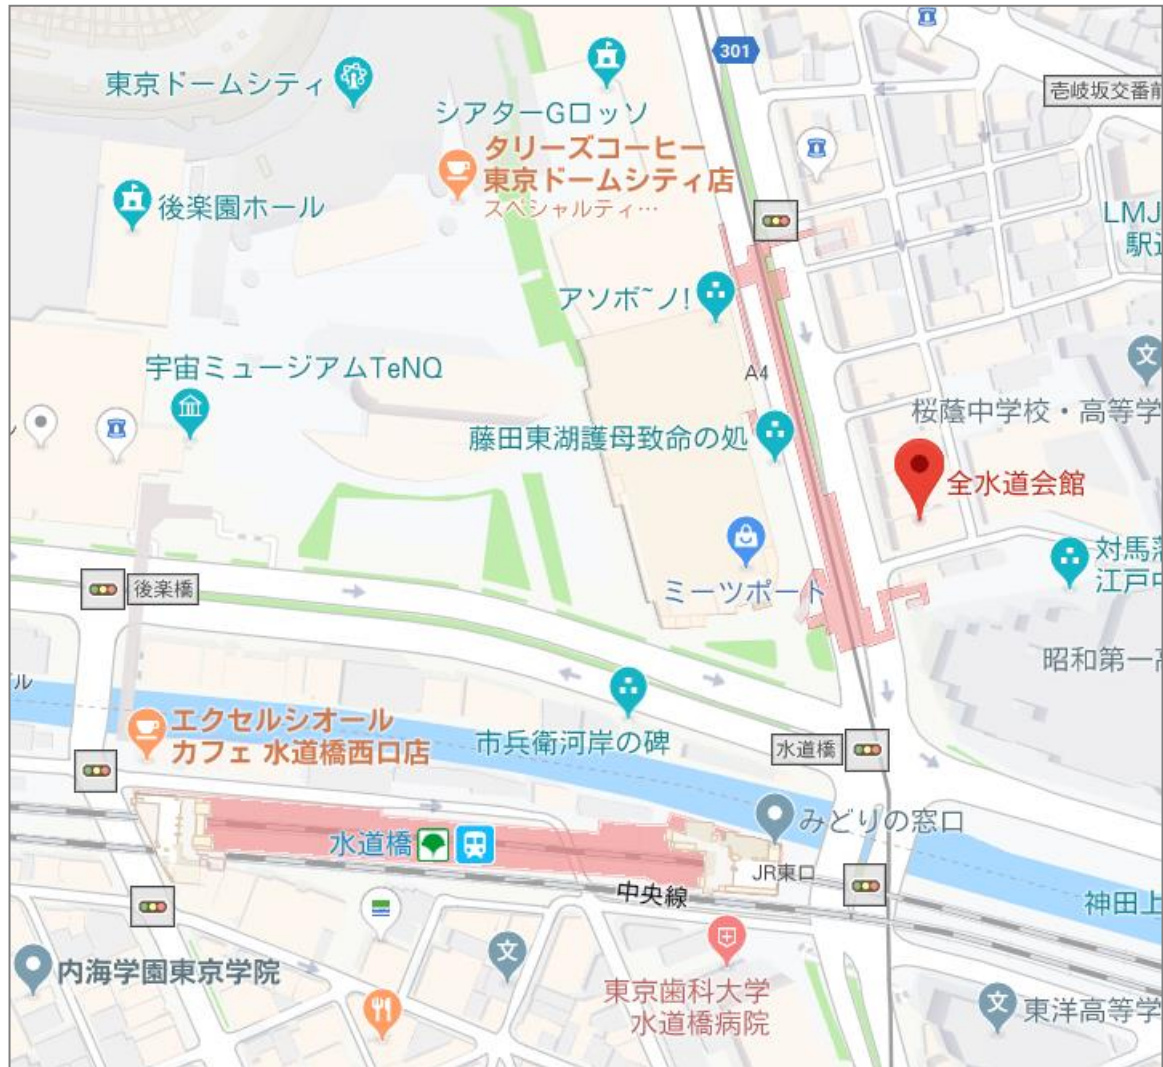 301
東京ドームシティ
壱岐坂交番前
シアターGロッソ
タリーズコーヒー
東京ドームシティ店
スペシャルティ…
後楽園ホール
LMJ
アソボ~ノ!
宇宙ミュージアムTeNQ
A4
桜蔭中学校・高等学
藤田東湖護母致命の処
全水道会館
対馬
江戸中
ミーツポート
後楽橋
昭和第一
ル
エクセルシオール
カフェ 水道橋西口店
市兵衛河岸の碑
水道橋
みどりの窓口
水道橋
JR東口
中央線
神田上
内海学園東京学院
東京歯科大学
水道橋病院
東洋高等学
文
文
文